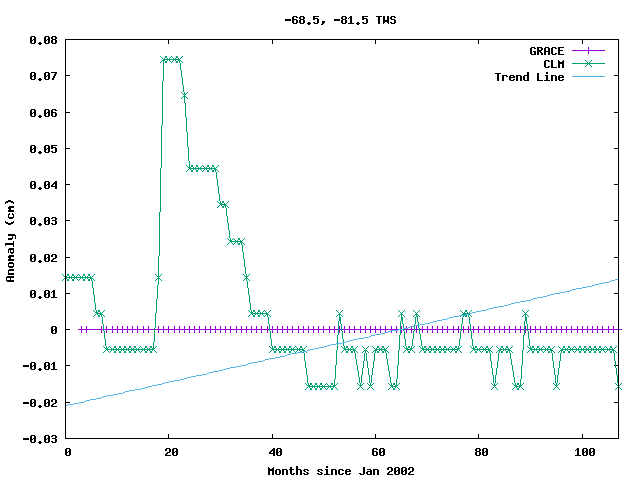 -68.5, -81.5 TWS
GRACE
CLM
Trend Line
Anomaly (cm)
0.08
0.07
0.06
0.05
0.04
0.03
0.02
0.01
0
-0.01
-0.02
-0.03
0 20 40 60 80 100
Months since Jan 2002